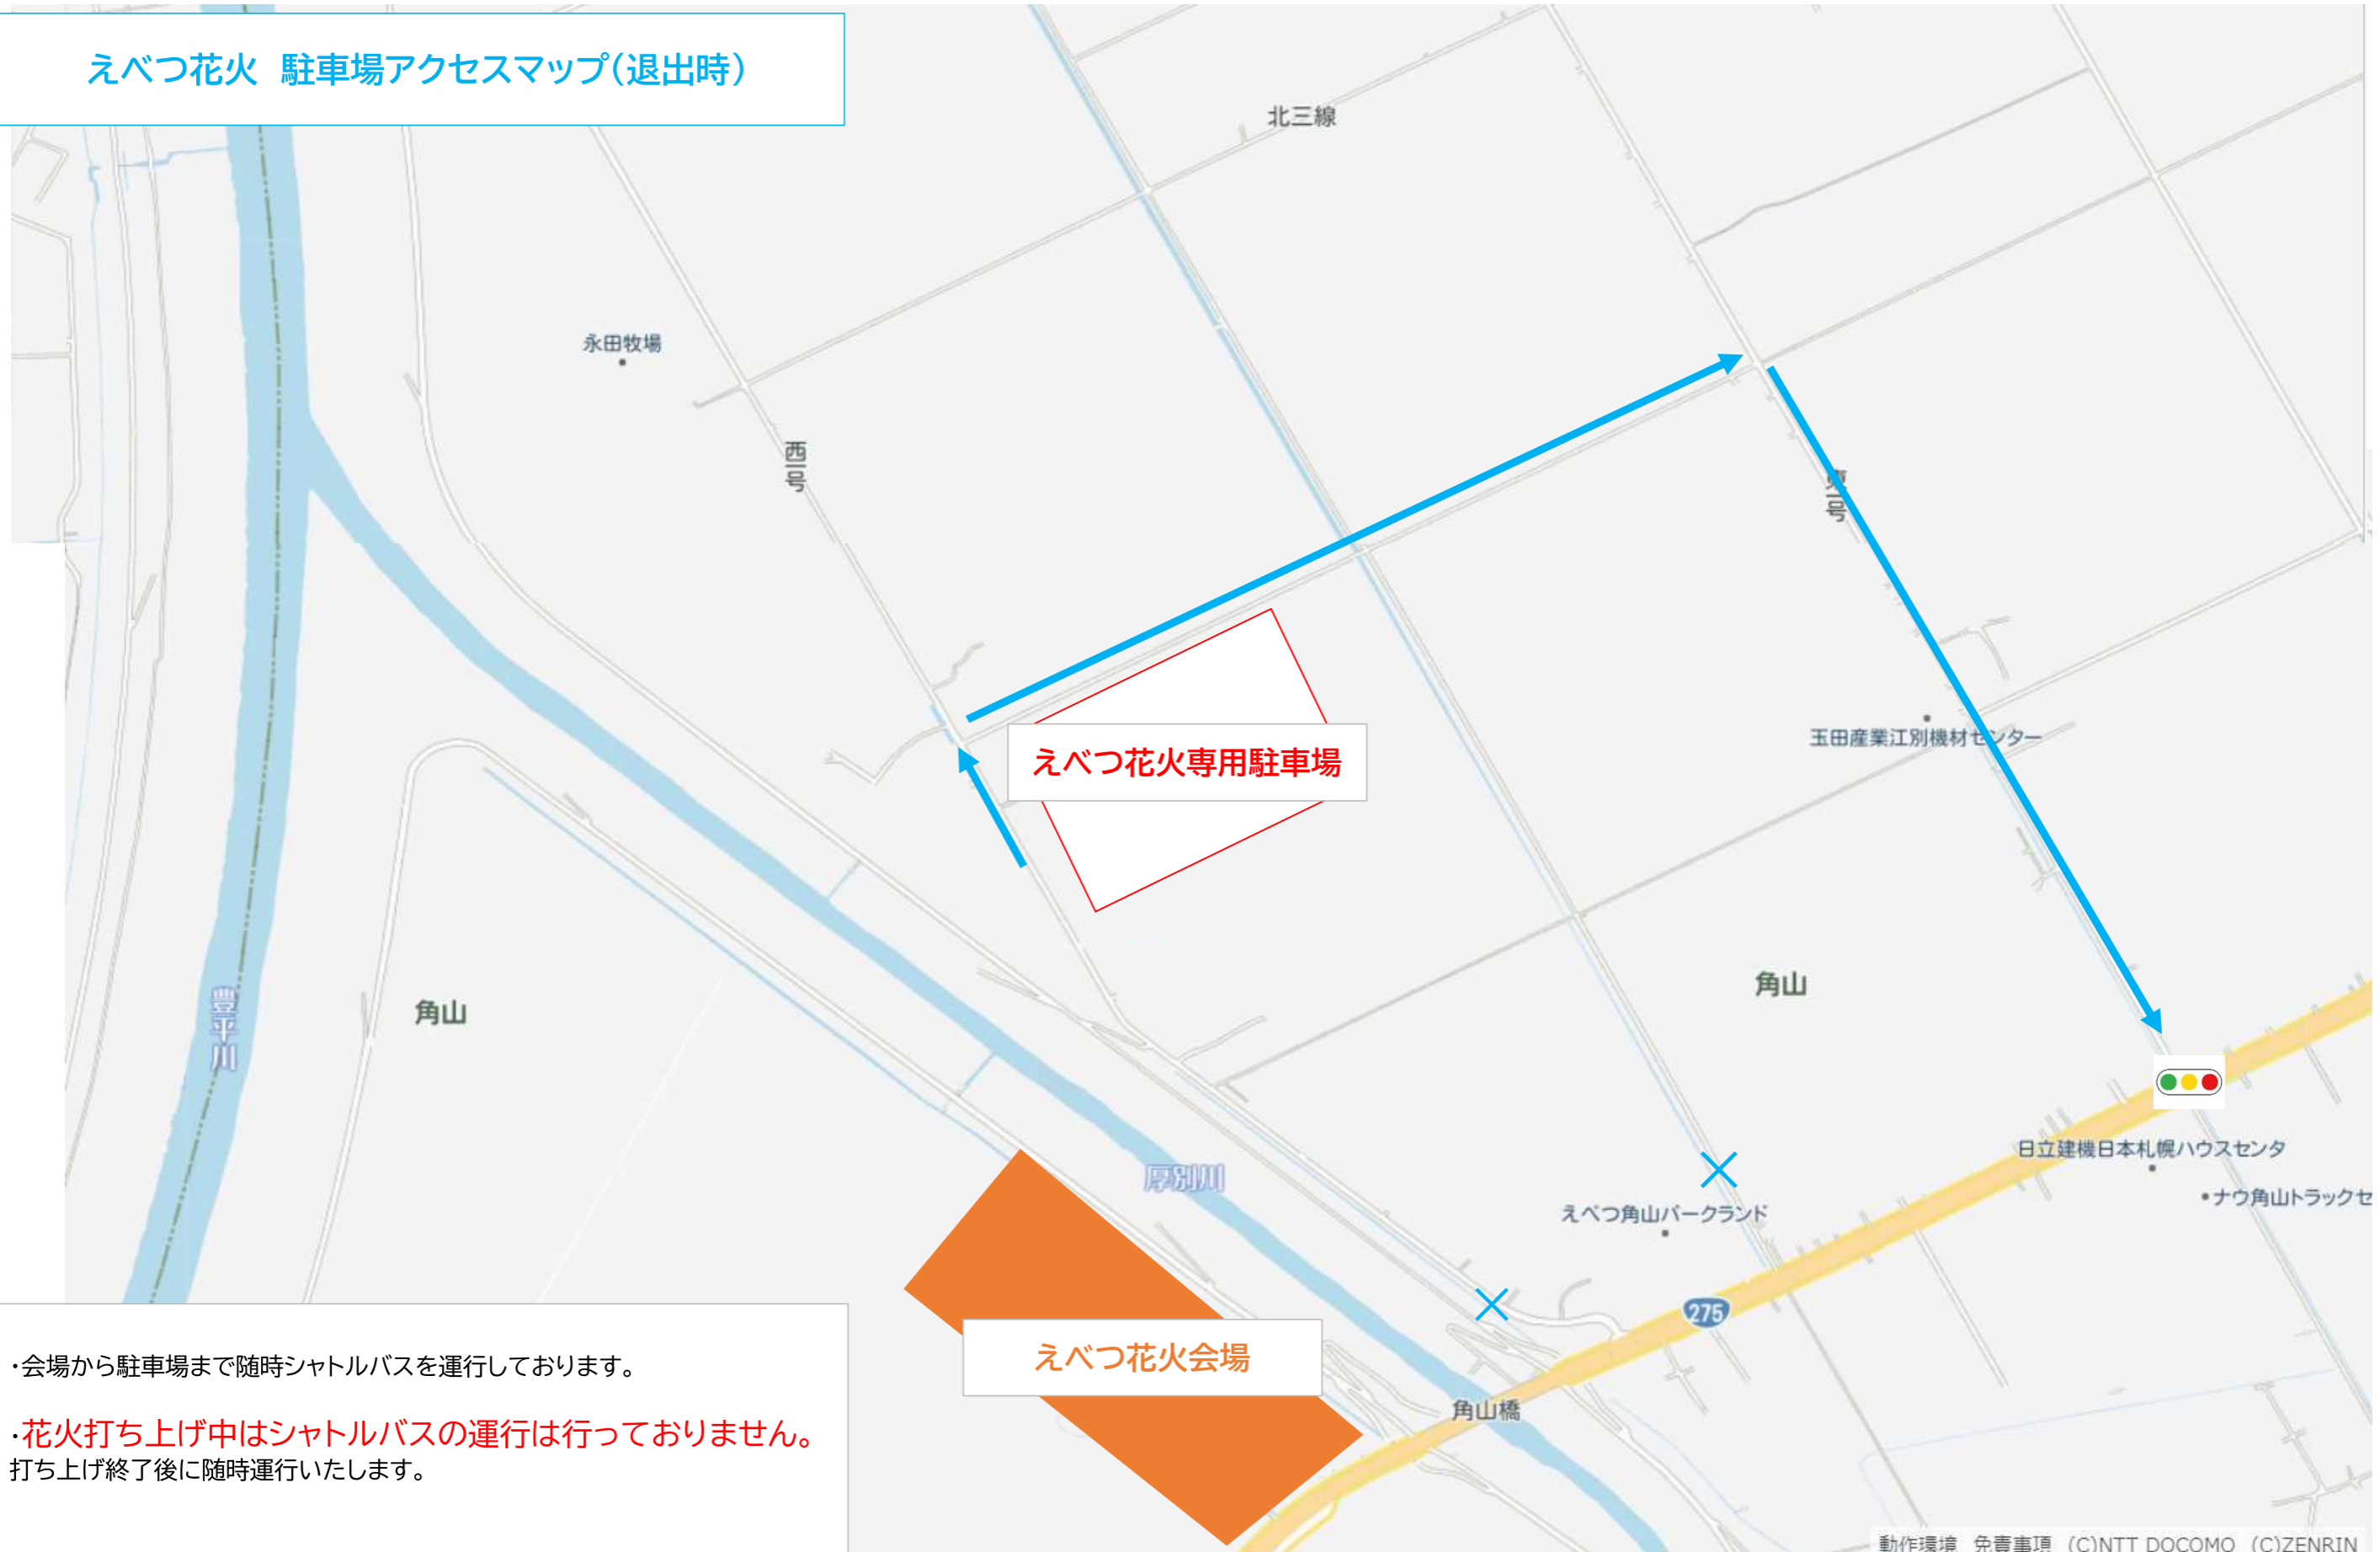 えべつ花火 駐車場アクセスマップ(退出時)
北三線
永田牧場
西一号
東一号
えべつ花火専用駐車場
玉田産業江別機材センター
角山
角山
豊平川
厚別川
日立建機日本札幌ハウスセンタ
・ナウ角山トラックセ
えべつ角山パークランド
275
えべつ花火会場
角山橋
・会場から駐車場まで随時シャトルバスを運行しております。
・花火打ち上げ中はシャトルバスの運行は行っておりません。
打ち上げ終了後に随時運行いたします。
動作環境 免責事項 (C)NTT DOCOMO (C)ZENRIN